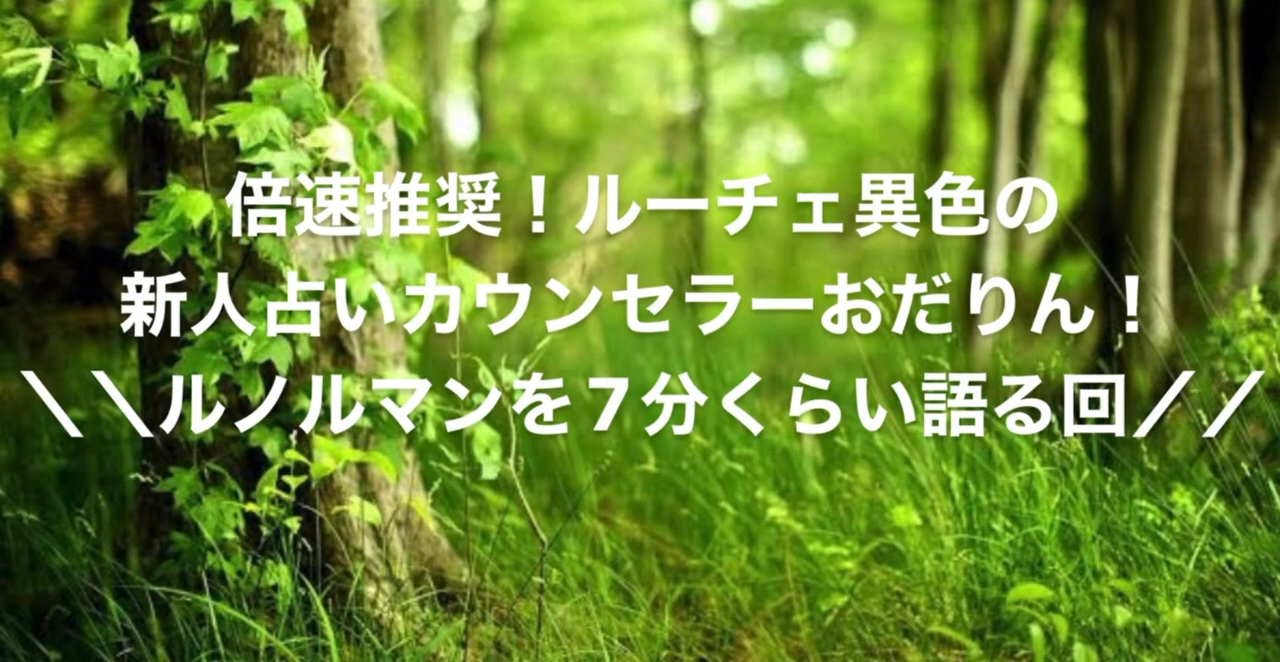 倍速推奨！ルーチェ異色の
新人占いカウンセラーおだりん！
＼＼ルノルマンを７分くらい語る回／／